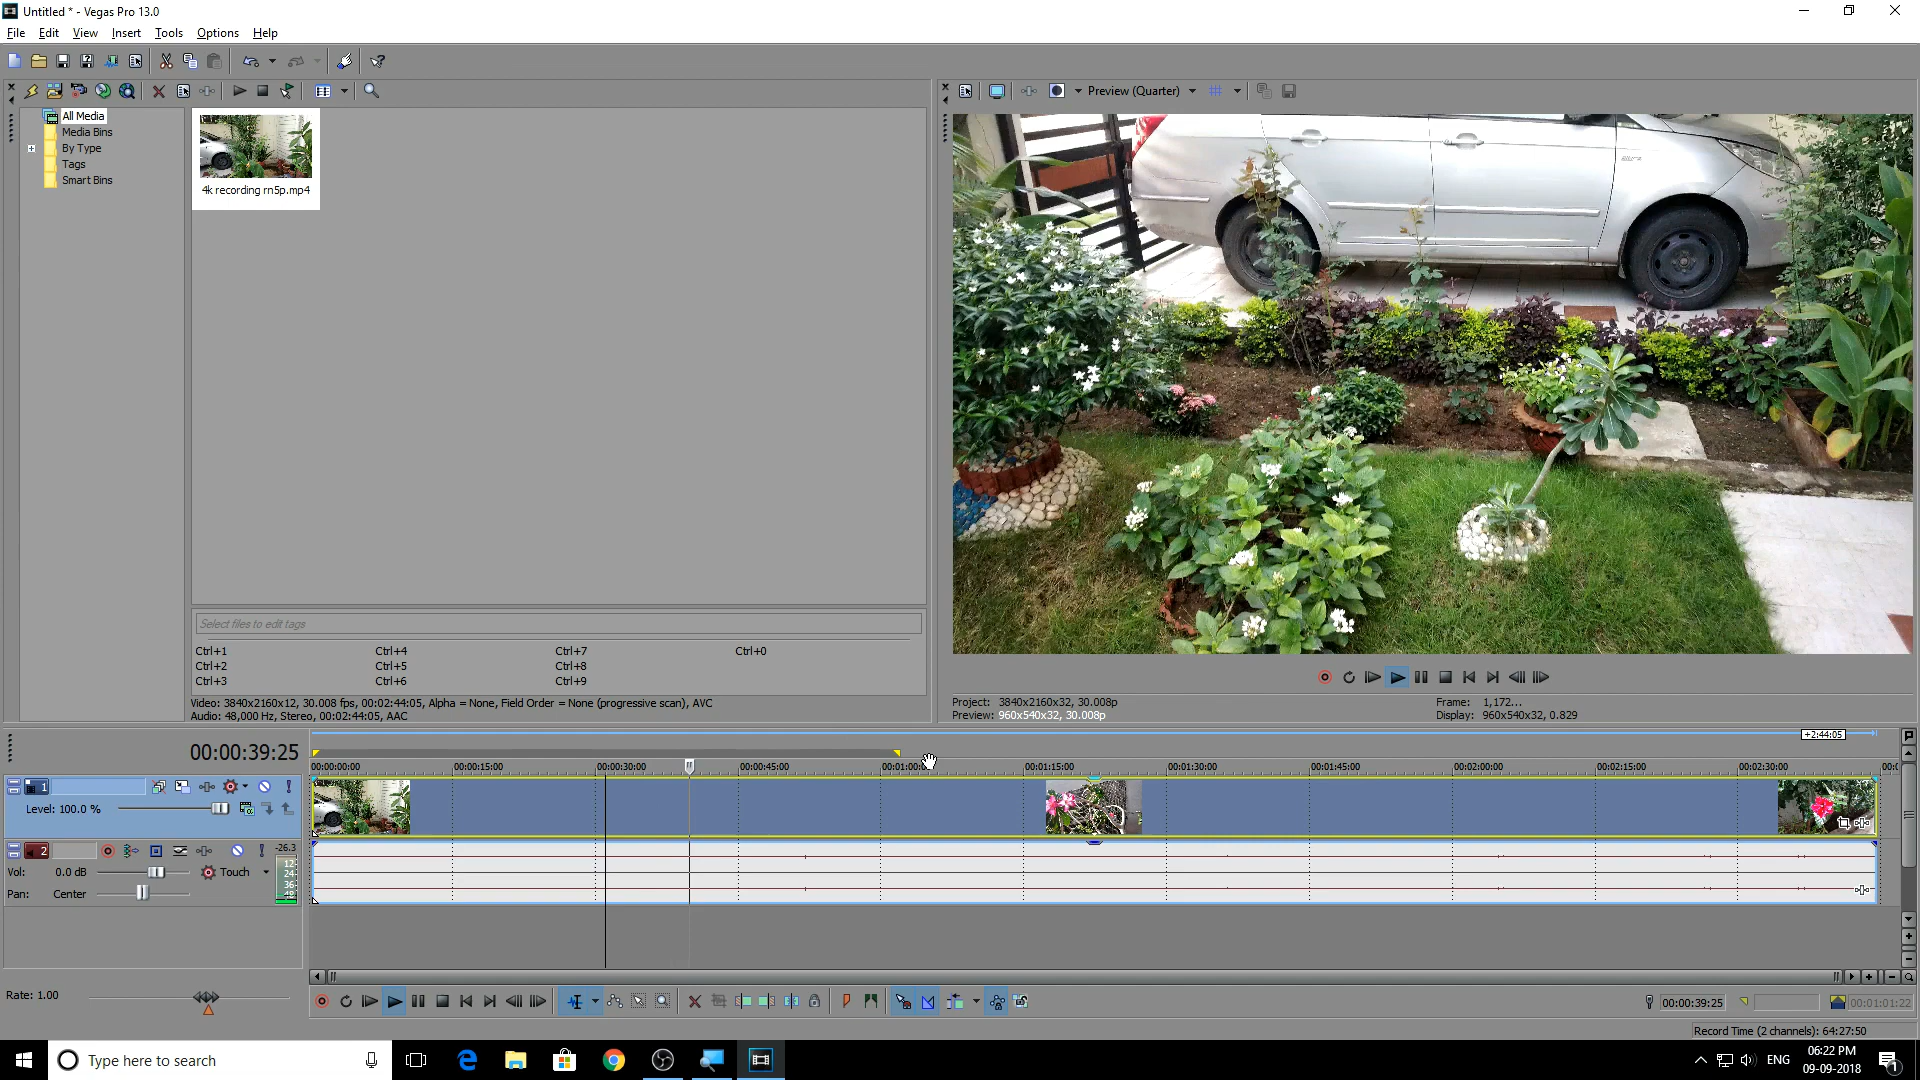 Untitled * - Vegas Pro 13.0
File Edit View Insert Tools Options Help
Preview (Quarter)
All Media
Media Bins
By Type
Tags
Smart Bins
4k recording rn5p.mp4
Select files to edit tags
Ctrl+1 Ctrl+4 Ctrl+7 Ctrl+0
Ctrl+2 Ctrl+5 Ctrl+8
Ctrl+3 Ctrl+6 Ctrl+9
Video: 3840x2160x12, 30.008 fps, 00:02:44:05, Alpha = None, Field Order = None (progressive scan), AVC
Audio: 48,000 Hz, Stereo, 00:02:44:05, AAC
Project: 3840x2160x32, 30.008p Frame: 1,172...
Preview: 960x540x32, 30.008p Display: 960x540x32, 0.829
+2:44:05
00:00:39:25
00:00:00:00 00:00:15:00 00:00:30:00 00:00:45:00 00:01:00:0 00:01:15:00 00:01:30:00 00:01:45:00 00:02:00:00 00:02:15:00 00:02:30:00 00:0
1
Level: 100.0 %
2 -26.3
Vol: 0.0 dB Touch
Pan: Center
12
24
36
48
Rate: 1.00
00:00:39:25 00:01:01:22
Record Time (2 channels): 64:27:50
Type here to search
ENG
06:22 PM
09-09-2018
1